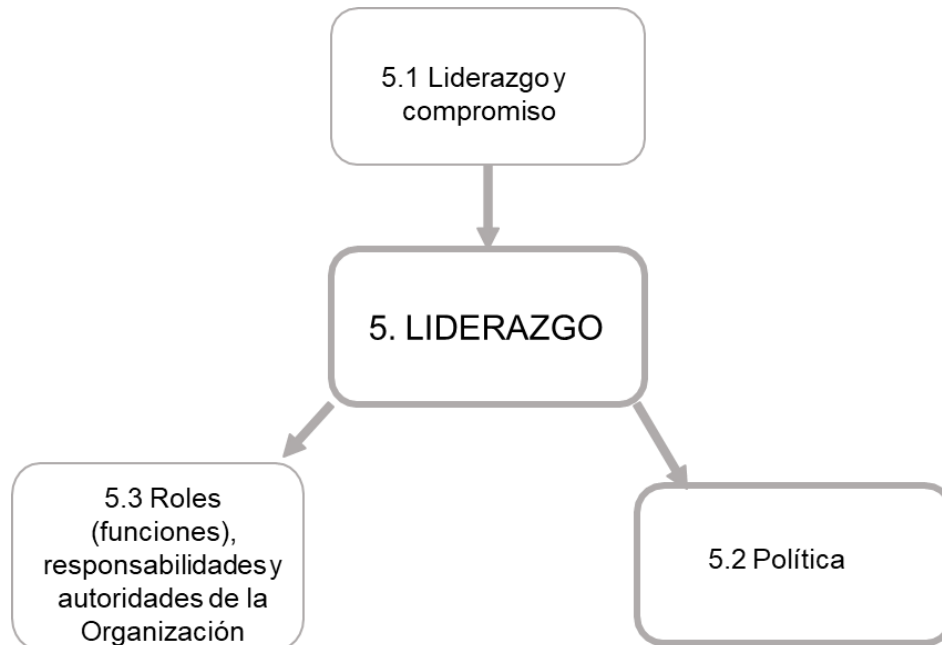 5.1 Liderazgo y
compromiso
5. LIDERAZGO
5.3 Roles
(funciones),
responsabilidades y
autoridades de la
Organización
5.2 Política